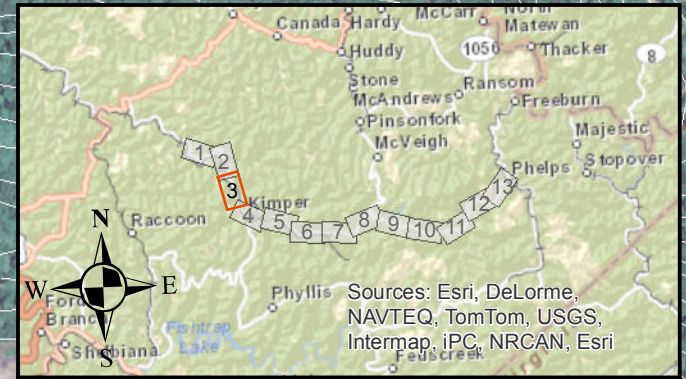 McCarr
North
Canada
Hardy
Matewan
Huddy
1056
Thacker
8
Stone
McAndrews
Ransom
Freeburn
Pinsonfork
McVeigh
Majestic
Stopover
Phelps
1
2
3
Kimper
4
5
6
7
8
9
10
11
12
13
Raccoon
N
W
E
S
Phyllis
Ford
Branch
Shelbiana
Fishtrap
Lake
Feds creek
Sources: Esri, DeLorme,
NAVTEQ, TomTom, USGS,
Intermap, iPC, NRCAN, Esri